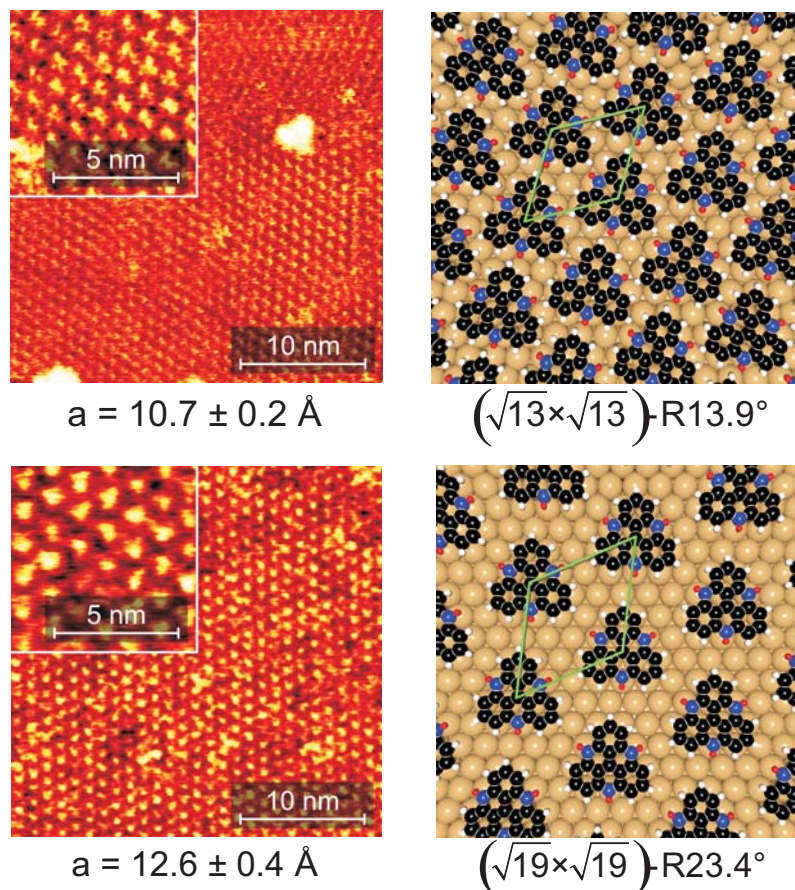 5 nm
10 nm
a = 10.7 ± 0.2 Å
(√13×√13)-R13.9°
5 nm
10 nm
a = 12.6 ± 0.4 Å
(√19×√19)-R23.4°